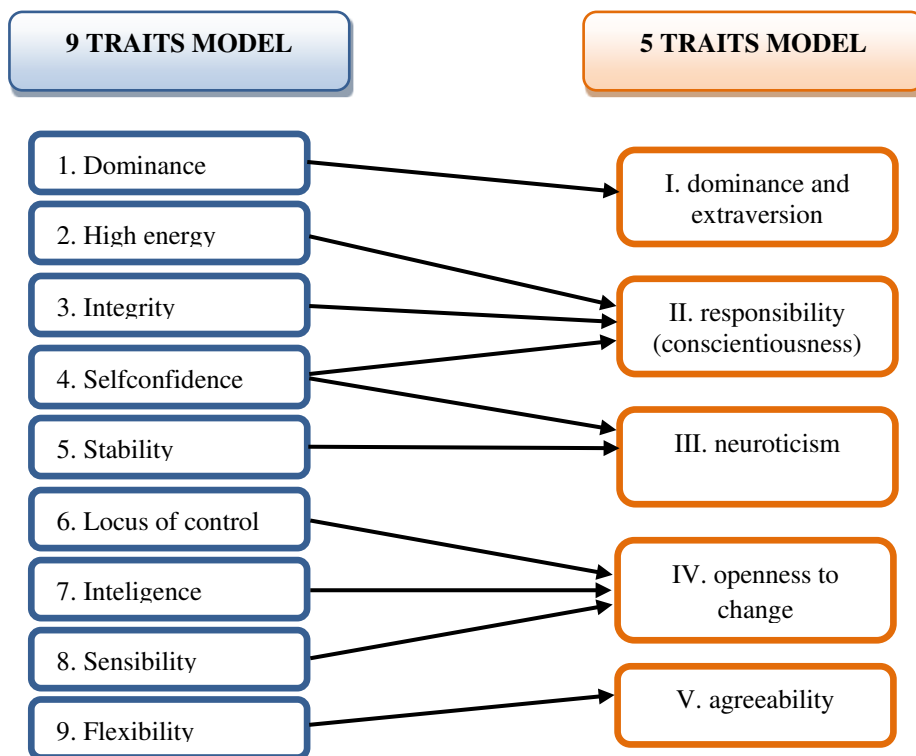 9 TRAITS MODEL
5 TRAITS MODEL
1. Dominance
2. High energy
3. Integrity
4. Selfconfidence
5. Stability
6. Locus of control
7. Inteligence
8. Sensibility
9. Flexibility
I. dominance and
extraversion
II. responsibility
(conscientiousness)
III. neuroticism
IV. openness to
change
V. agreeability